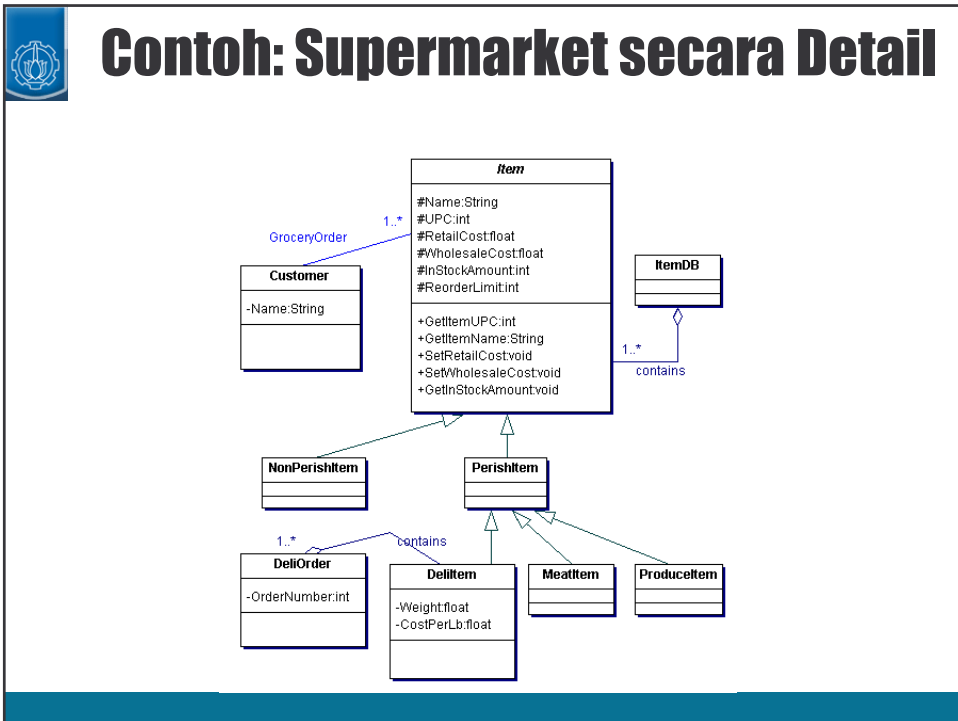 Contoh: Supermarket secara Detail
Item
#Name:String
#UPC:int
#RetailCost:float
#WholesaleCost:float
#InStockAmount:int
#ReorderLimit:int
+GetItemUPC:int
+GetItemName:String
+SetRetailCost:void
+SetWholesaleCost:void
+GetInStockAmount:void
1..*
GroceryOrder
Customer
-Name:String
ItemDB
1..*
contains
NonPerishItem
PerishItem
1..*
contains
DeliOrder
-OrderNumber:int
DeliItem
-Weight:float
-CostPerLb:float
MeatItem
ProduceItem